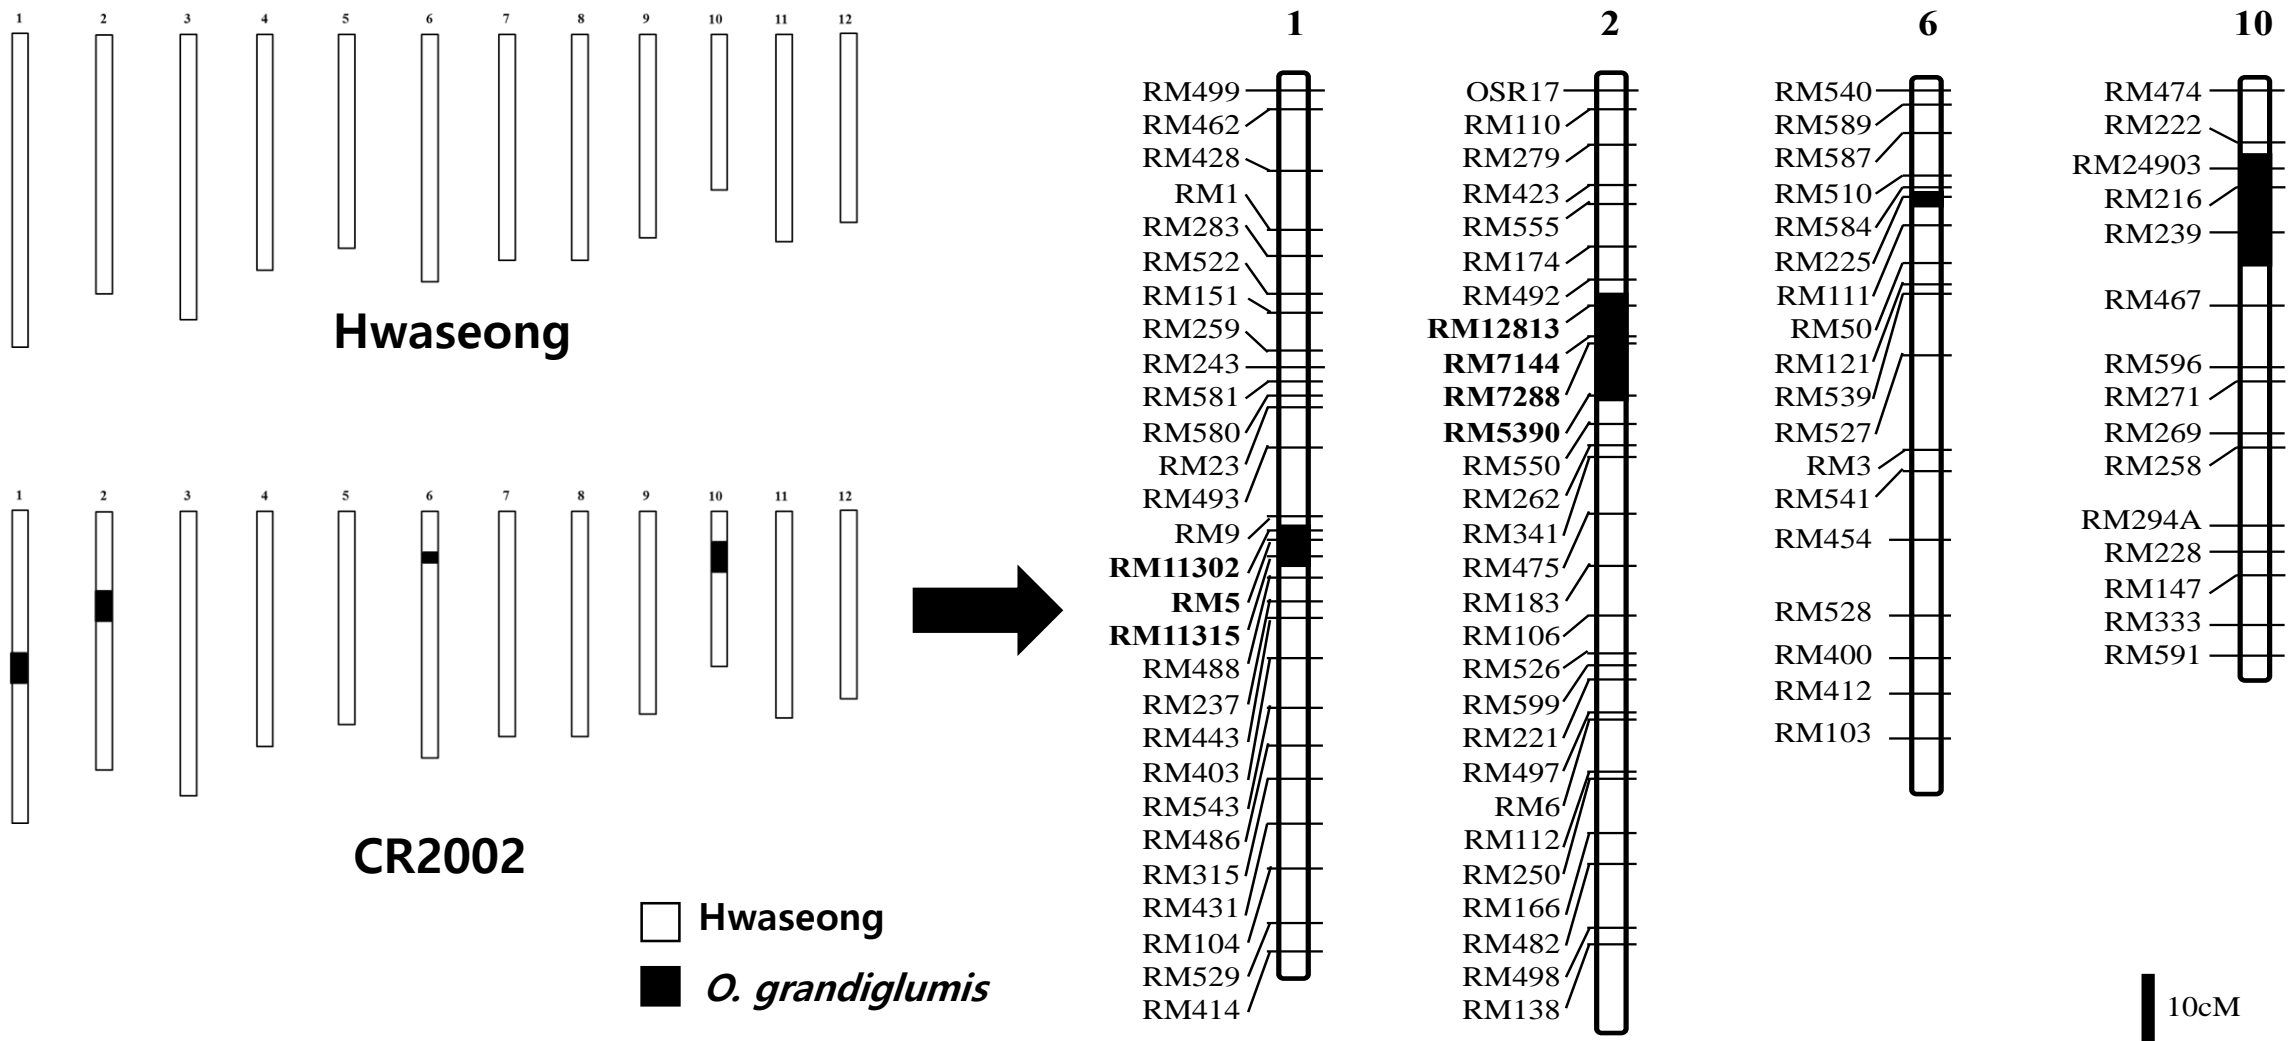 1 2 3 4 5 6 7 8 9 10 11 12
Hwaseong
1 2 3 4 5 6 7 8 9 10 11 12
CR2002
Hwaseong
O. grandiglumis
1
RM499
RM462
RM428
RM1
RM283
RM522
RM151
RM259
RM243
RM581
RM580
RM23
RM493
RM9
RM11302
RM5
RM11315
RM488
RM237
RM443
RM403
RM543
RM486
RM315
RM431
RM104
RM529
RM414
2
OSR17
RM110
RM279
RM423
RM555
RM174
RM492
RM12813
RM7144
RM7288
RM5390
RM550
RM262
RM341
RM475
RM183
RM106
RM526
RM599
RM221
RM497
RM6
RM112
RM250
RM166
RM482
RM498
RM138
6
RM540
RM589
RM587
RM510
RM584
RM225
RM111
RM50
RM121
RM539
RM527
RM3
RM541
RM454
RM528
RM400
RM412
RM103
10
RM474
RM222
RM24903
RM216
RM239
RM467
RM596
RM271
RM269
RM258
RM294A
RM228
RM147
RM333
RM591
10cM